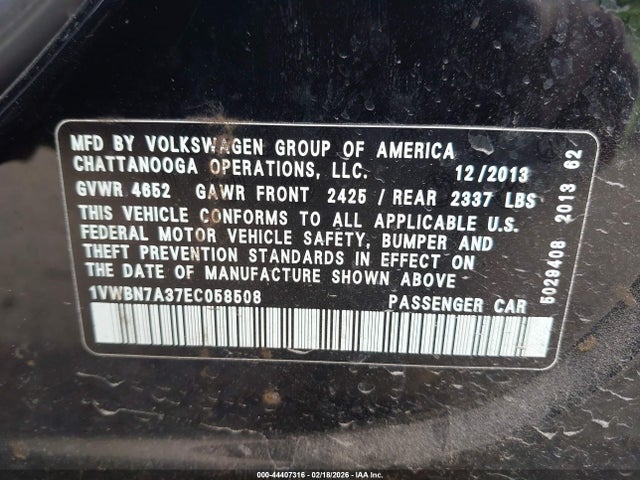 MFD BY VOLKSWAGEN GROUP OF AMERICA
CHATTANOOGA OPERATIONS, LLC. 12/2013
GVWR 4652 GAWR FRONT 2425 / REAR 2337 LBS
THIS VEHICLE CONFORMS TO ALL APPLICABLE U.S.
FEDERAL MOTOR VEHICLE SAFETY, BUMPER AND
THEFT PREVENTION STANDARDS IN EFFECT ON
THE DATE OF MANUFACTURE SHOWN ABOVE
1VWBN7A37EC058508 PASSENGER CAR
5029408 2013 62
000-44407316 - 02/18/2026 - IAA Inc.